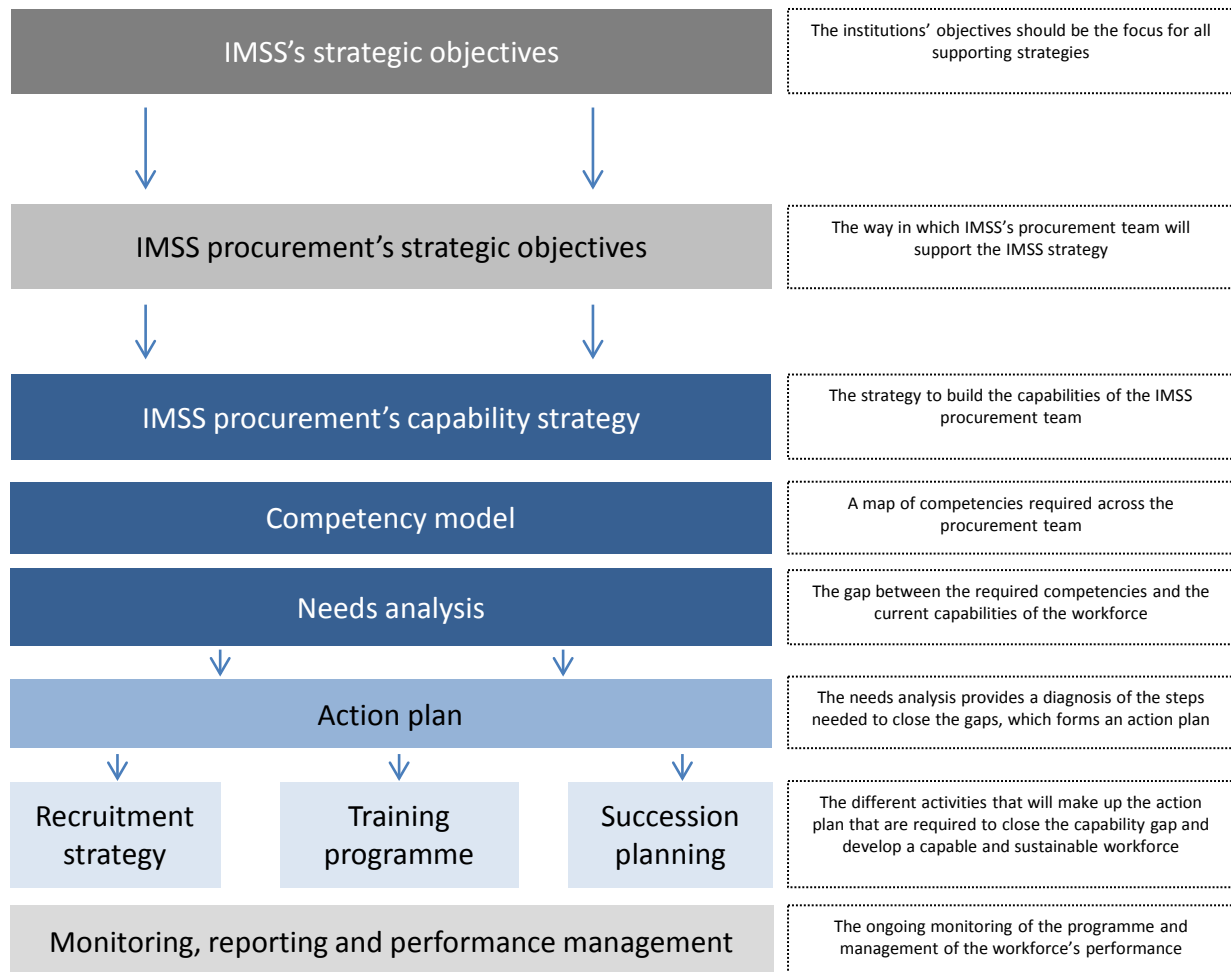 IMSS’s strategic objectives
The institutions’ objectives should be the focus for all
supporting strategies
IMSS procurement’s strategic objectives
The way in which IMSS’s procurement team will
support the IMSS strategy
IMSS procurement’s capability strategy
The strategy to build the capabilities of the IMSS
procurement team
Competency model
A map of competencies required across the
procurement team
Needs analysis
The gap between the required competencies and the
current capabilities of the workforce
Action plan
The needs analysis provides a diagnosis of the steps
needed to close the gaps, which forms an action plan
Recruitment
strategy
Training
programme
Succession
planning
The different activities that will make up the action
plan that are required to close the capability gap and
develop a capable and sustainable workforce
Monitoring, reporting and performance management
The ongoing monitoring of the programme and
management of the workforce’s performance